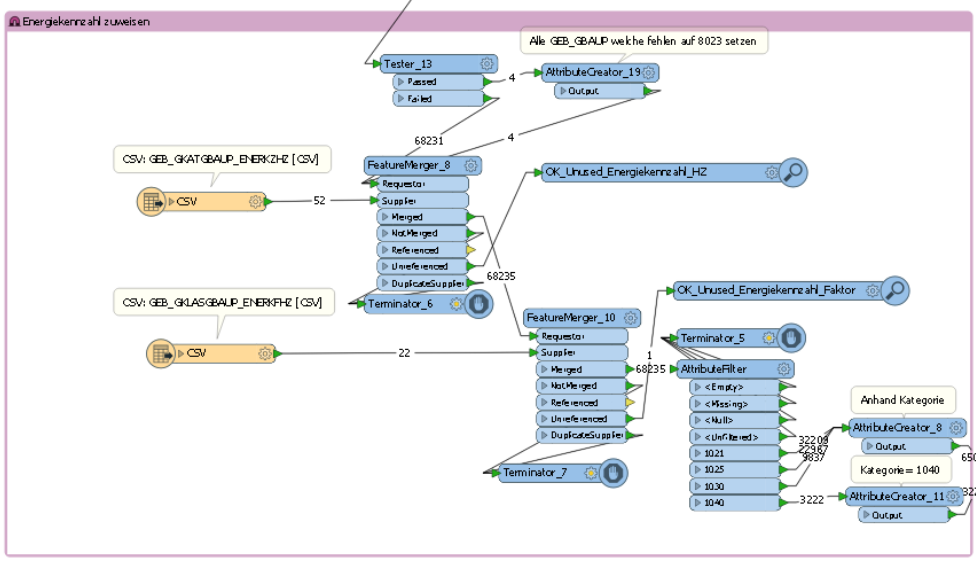 Energiekennzahl zuweisen
Alle GEB_GBAUP welche fehlen auf 8023 setzen
Tester_13
Passed
Failed
4
AttributeCreator_19
Output
68231
4
CSV: GEB_GKATGBAUP_ENERKZHZ [CSV]
CSV
52
FeatureMerger_8
Requestor
Supplier
Merged
NotMerged
Referenced
Unreferenced
DuplicateSupplier
OK_Unused_Energiekennzahl_HZ
68235
Terminator_6
CSV: GEB_GKLASGBAUP_ENERKFHZ [CSV]
CSV
22
FeatureMerger_10
Requestor
Supplier
Merged
NotMerged
Referenced
Unreferenced
DuplicateSupplier
Terminator_7
OK_Unused_Energiekennzahl_Faktor
1
68235
Terminator_5
AttributeFilter
<Empty>
<Missing>
<Null>
<Unfiltered>
1021
1025
1030
1040
32209
22967
9837
3222
Anhand Kategorie
AttributeCreator_8
Output
650
Kategorie= 1040
AttributeCreator_11
Output
322